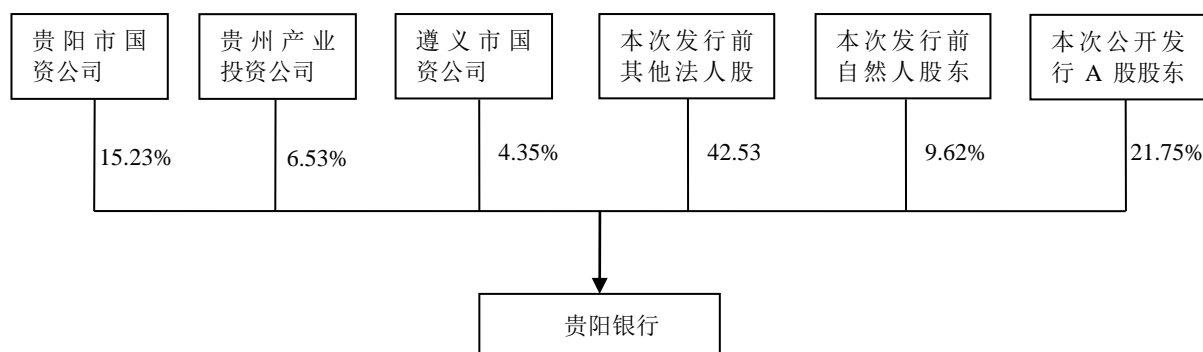 贵阳市国
资公司
贵州产业
投资公司
遵义市国
资公司
本次发行前
其他法人股
本次发行前
自然人股东
本次公开发
行 A 股股东
15.23%
6.53%
4.35%
42.53
9.62%
21.75%
贵阳银行